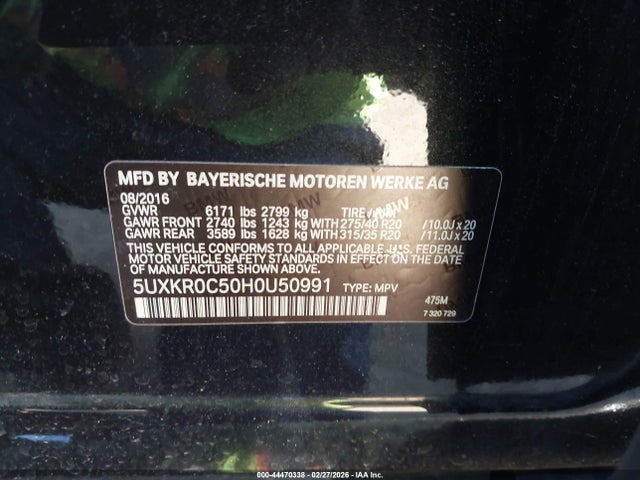 MFD BY BAYERISCHE MOTOREN WERKE AG
08/2016
GVWR 6171 lbs 2799 kg TIRE RIM
GAWR FRONT 2740 lbs 1243 kg WITH 275/40 R20 /10.0J x 20
GAWR REAR 3589 lbs 1628 kg WITH 315/35 R20 /11.0J x 20
THIS VEHICLE CONFORMS TO ALL APPLICABLE U.S. FEDERAL
MOTOR VEHICLE SAFETY STANDARDS IN EFFECT ON THE DATE
OF MANUFACTURE SHOWN ABOVE.
5UXKR0C50H0U50991 TYPE: MPV
475M
7 320 729
000-44470338 - 02/27/2026 - IAA Inc.